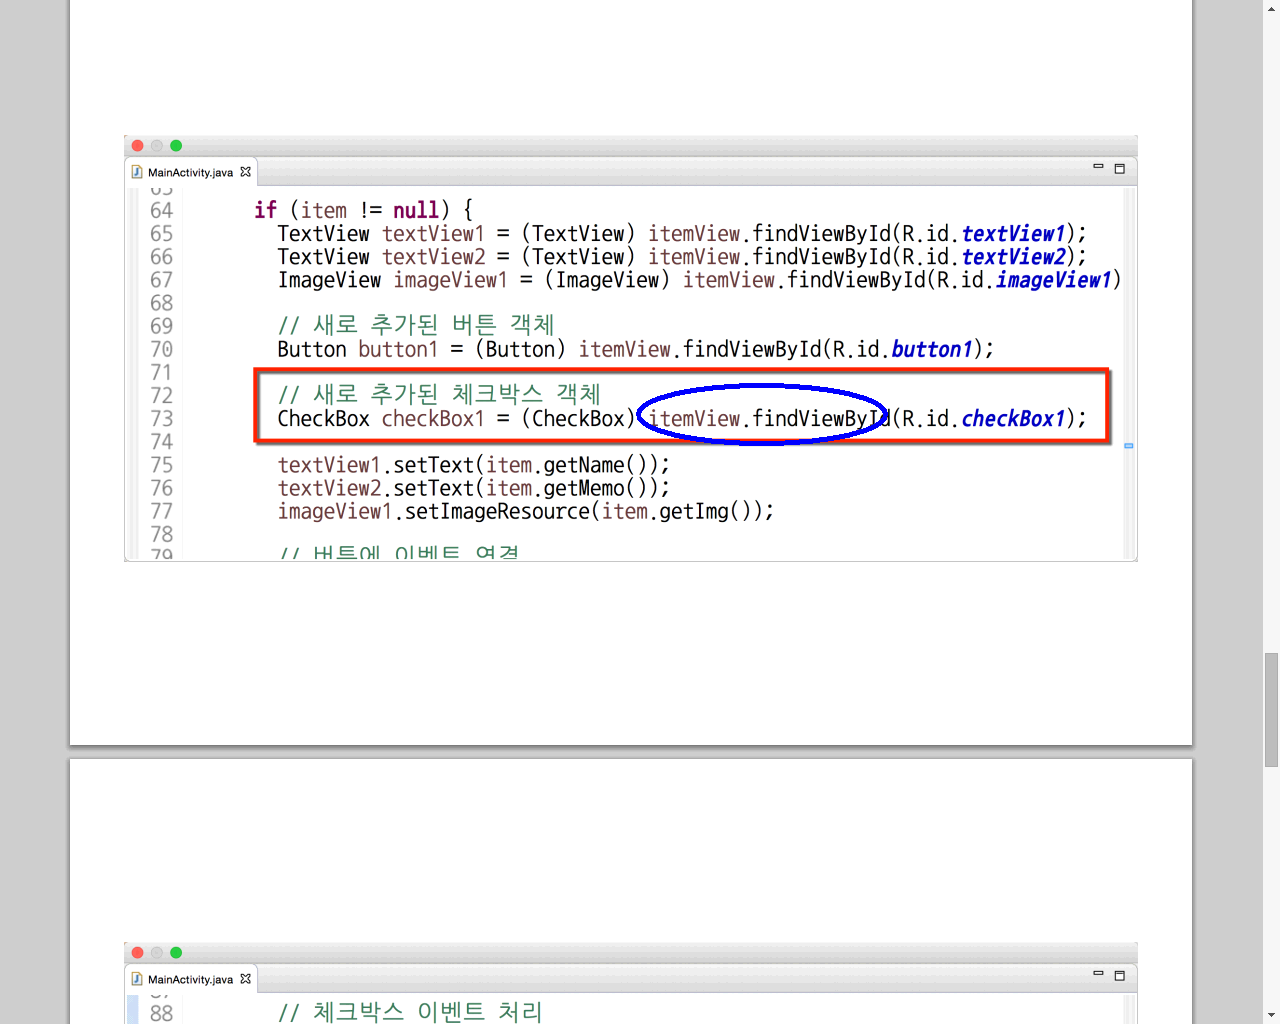 MainActivity.java
64 if (item != null) {
65 TextView textView1 = (TextView) itemView.findViewById(R.id.textView1);
66 TextView textView2 = (TextView) itemView.findViewById(R.id.textView2);
67 ImageView imageView1 = (ImageView) itemView.findViewById(R.id.imageView1)
68
69 // 새로 추가된 버튼 객체
70 Button button1 = (Button) itemView.findViewById(R.id.button1);
71
72 // 새로 추가된 체크박스 객체
73 CheckBox checkBox1 = (CheckBox) itemView.findViewById(R.id.checkBox1);
74
75 textView1.setText(item.getName());
76 textView2.setText(item.getMemo());
77 imageView1.setImageResource(item.getImg());
78
79 // 버튼에 이벤트 연결
MainActivity.java
88 // 체크박스 이벤트 처리